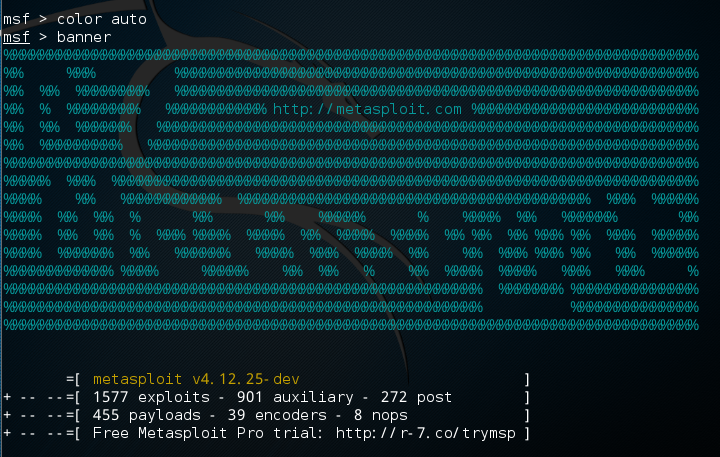 msf > color auto
msf > banner
http://metasploit.com
=[ metasploit v4.12.25-dev ]
+ -- --=[ 1577 exploits - 901 auxiliary - 272 post ]
+ -- --=[ 455 payloads - 39 encoders - 8 nops ]
+ -- --=[ Free Metasploit Pro trial: http://r-7.co/trymsp ]